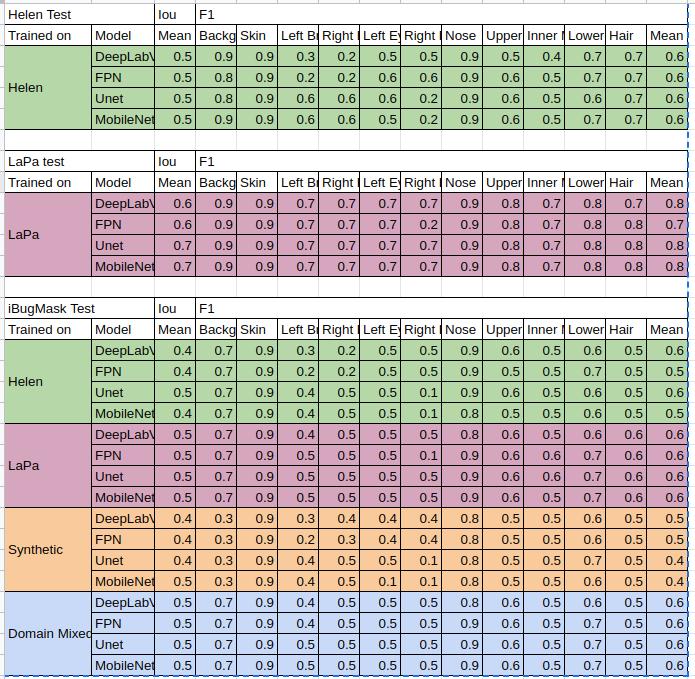 Helen Test Iou F1
Trained on Model Mean Backg Skin Left Br Right Left Ey Right Nose Upper Inner Lower Hair Mean
Helen
DeepLabV 0.5 0.9 0.9 0.3 0.2 0.5 0.5 0.9 0.5 0.4 0.7 0.7 0.6
FPN 0.5 0.8 0.9 0.2 0.2 0.6 0.6 0.9 0.6 0.5 0.7 0.7 0.6
Unet 0.5 0.8 0.9 0.6 0.6 0.6 0.2 0.9 0.6 0.5 0.6 0.7 0.6
MobileNet 0.5 0.9 0.9 0.6 0.6 0.5 0.2 0.9 0.6 0.5 0.7 0.7 0.6
LaPa test Iou F1
Trained on Model Mean Backg Skin Left Br Right Left Ey Right Nose Upper Inner Lower Hair Mean
LaPa
DeepLabV 0.6 0.9 0.9 0.7 0.7 0.7 0.7 0.9 0.8 0.7 0.8 0.7 0.8
FPN 0.6 0.9 0.9 0.7 0.7 0.7 0.2 0.9 0.8 0.7 0.8 0.8 0.7
Unet 0.7 0.9 0.9 0.7 0.7 0.7 0.7 0.9 0.8 0.7 0.8 0.8 0.8
MobileNet 0.7 0.9 0.9 0.7 0.7 0.7 0.7 0.9 0.8 0.7 0.8 0.8 0.8
iBugMask Test Iou F1
Trained on Model Mean Backg Skin Left Br Right Left Ey Right Nose Upper Inner Lower Hair Mean
Helen
DeepLabV 0.4 0.7 0.9 0.3 0.2 0.5 0.5 0.9 0.6 0.5 0.6 0.5 0.6
FPN 0.4 0.7 0.9 0.2 0.2 0.5 0.5 0.9 0.5 0.5 0.7 0.5 0.5
Unet 0.5 0.7 0.9 0.4 0.5 0.5 0.1 0.9 0.6 0.5 0.6 0.5 0.6
MobileNet 0.4 0.7 0.9 0.4 0.5 0.5 0.1 0.8 0.5 0.5 0.6 0.5 0.5
LaPa
DeepLabV 0.5 0.7 0.9 0.4 0.5 0.5 0.5 0.8 0.6 0.5 0.6 0.6 0.6
FPN 0.5 0.7 0.9 0.5 0.5 0.5 0.1 0.9 0.6 0.6 0.7 0.6 0.6
Unet 0.5 0.7 0.9 0.5 0.5 0.5 0.5 0.9 0.6 0.6 0.7 0.6 0.6
MobileNet 0.5 0.7 0.9 0.5 0.5 0.5 0.5 0.9 0.6 0.6 0.7 0.6 0.6
Synthetic
DeepLabV 0.4 0.3 0.9 0.3 0.4 0.4 0.4 0.8 0.5 0.5 0.6 0.5 0.5
FPN 0.4 0.3 0.9 0.2 0.3 0.4 0.4 0.8 0.5 0.5 0.6 0.5 0.5
Unet 0.4 0.3 0.9 0.4 0.5 0.5 0.1 0.8 0.5 0.5 0.7 0.5 0.4
MobileNet 0.5 0.3 0.9 0.4 0.5 0.1 0.1 0.8 0.5 0.5 0.6 0.5 0.4
Domain Mixed
DeepLabV 0.5 0.7 0.9 0.4 0.5 0.5 0.5 0.8 0.6 0.5 0.6 0.5 0.6
FPN 0.5 0.7 0.9 0.4 0.5 0.5 0.5 0.9 0.6 0.5 0.7 0.5 0.6
Unet 0.5 0.7 0.9 0.5 0.5 0.5 0.5 0.9 0.6 0.5 0.7 0.5 0.6
MobileNet 0.5 0.7 0.9 0.5 0.5 0.5 0.5 0.9 0.6 0.5 0.7 0.5 0.6